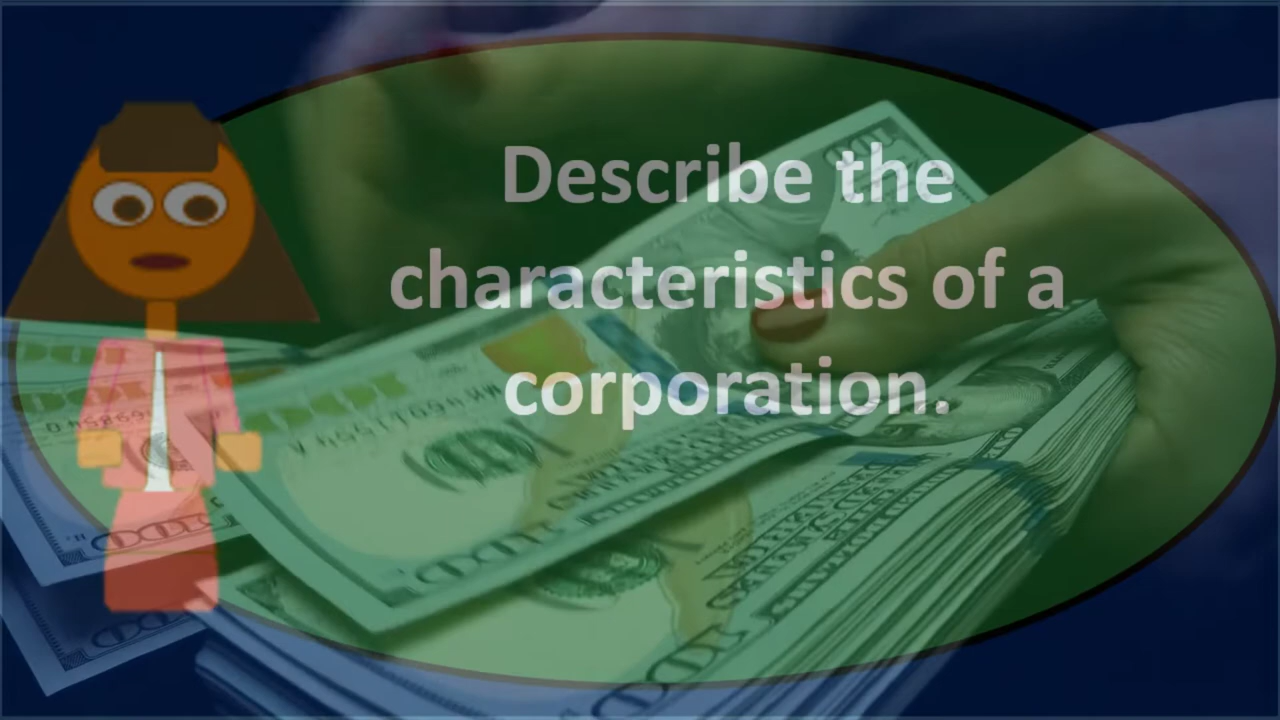 Describe the
characteristics of a
corporation.